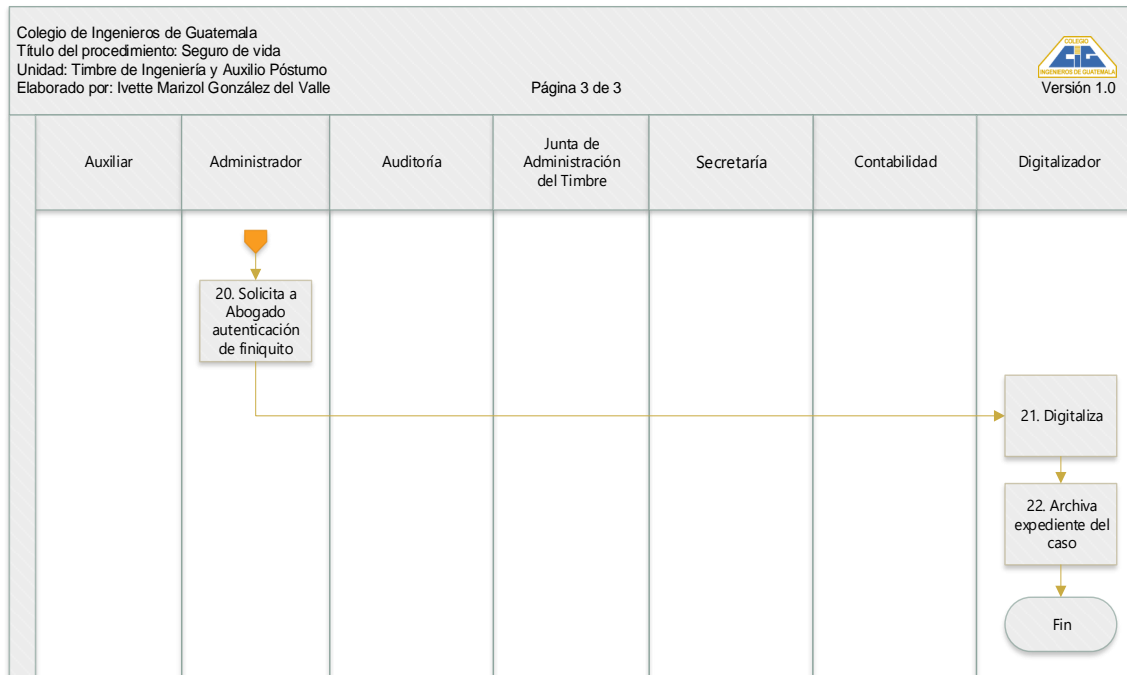 Colegio de Ingenieros de Guatemala
Título del procedimiento: Seguro de vida
Unidad: Timbre de Ingeniería y Auxilio Póstumo
Elaborado por: Ivette Marizol González del Valle
Página 3 de 3
COLEGIO
CIG
INGENIEROS DE GUATEMALA
Versión 1.0
Auxiliar
Administrador
Auditoría
Junta de
Administración
del Timbre
Secretaría
Contabilidad
Digitalizador
20. Solicita a
Abogado
autenticación
de finiquito
21. Digitaliza
22. Archiva
expediente del
caso
Fin